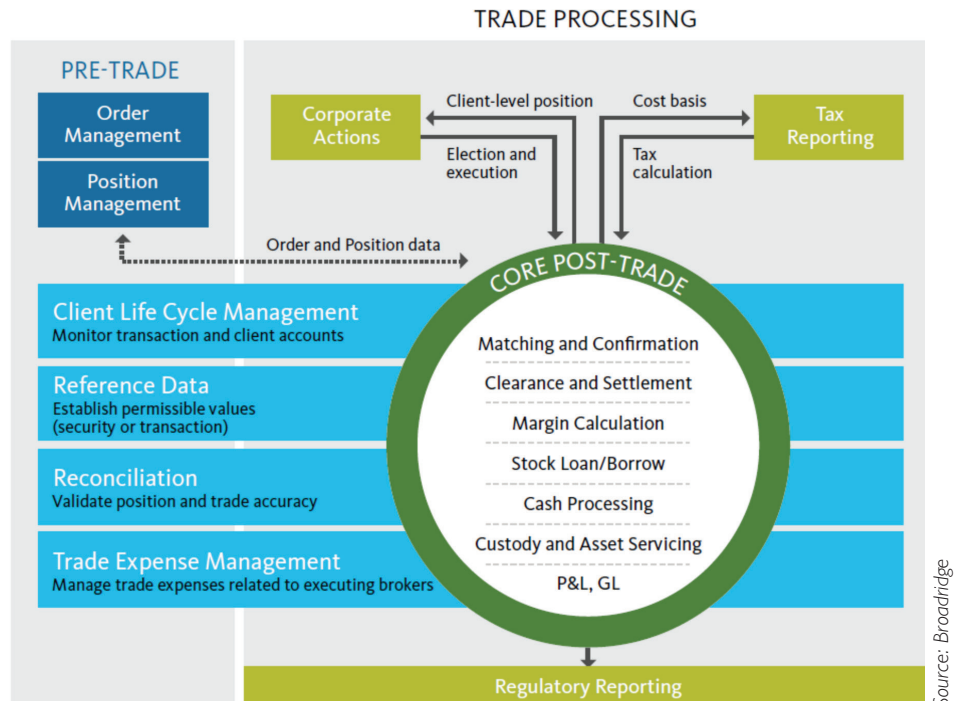 TRADE PROCESSING
PRE-TRADE
Order
Management
Position
Management
Corporate
Actions
Client-level position
Election and
execution
Cost basis
Tax
calculation
Tax
Reporting
Order and Position data
CORE POST-TRADE
Client Life Cycle Management
Monitor transaction and client accounts
Reference Data
Establish permissible values
(security or transaction)
Reconciliation
Validate position and trade accuracy
Trade Expense Management
Manage trade expenses related to executing brokers
Matching and Confirmation
Clearance and Settlement
Margin Calculation
Stock Loan/Borrow
Cash Processing
Custody and Asset Servicing
P&L, GL
Regulatory Reporting
Source: Broadridge